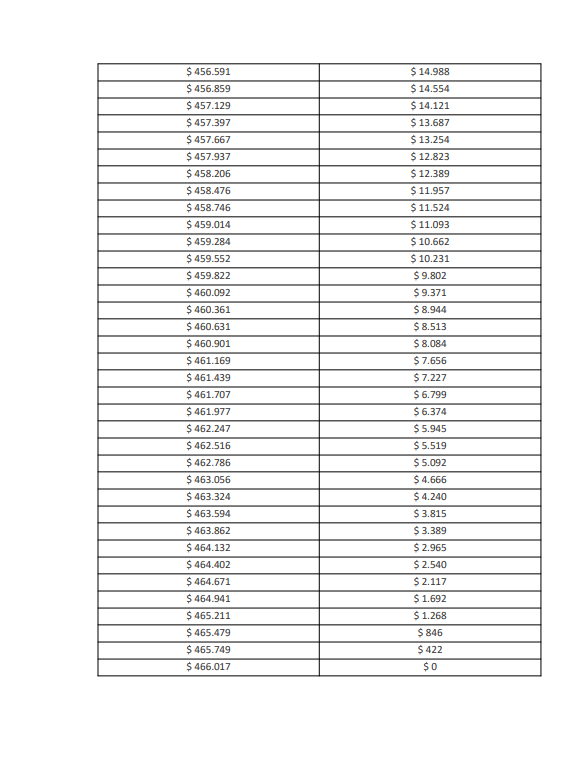 $ 456.591 $ 14.988
$ 456.859 $ 14.554
$ 457.129 $ 14.121
$ 457.397 $ 13.687
$ 457.667 $ 13.254
$ 457.937 $ 12.823
$ 458.206 $ 12.389
$ 458.476 $ 11.957
$ 458.746 $ 11.524
$ 459.014 $ 11.093
$ 459.284 $ 10.662
$ 459.552 $ 10.231
$ 459.822 $ 9.802
$ 460.092 $ 9.371
$ 460.361 $ 8.944
$ 460.631 $ 8.513
$ 460.901 $ 8.084
$ 461.169 $ 7.656
$ 461.439 $ 7.227
$ 461.707 $ 6.799
$ 461.977 $ 6.374
$ 462.247 $ 5.945
$ 462.516 $ 5.519
$ 462.786 $ 5.092
$ 463.056 $ 4.666
$ 463.324 $ 4.240
$ 463.594 $ 3.815
$ 463.862 $ 3.389
$ 464.132 $ 2.965
$ 464.402 $ 2.540
$ 464.671 $ 2.117
$ 464.941 $ 1.692
$ 465.211 $ 1.268
$ 465.479 $ 846
$ 465.749 $ 422
$ 466.017 $ 0